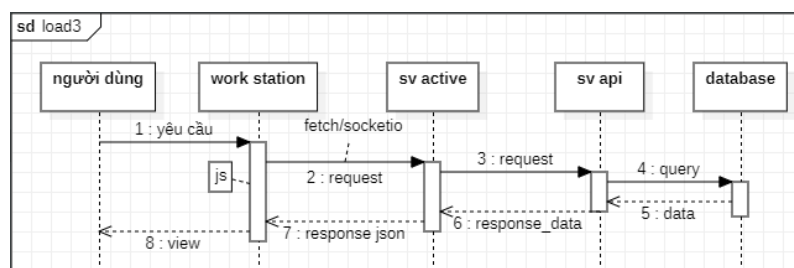 sd load3
người dùng
work station
sv active
sv api
database
1 : yêu cầu
fetch/socketio
js
2 : request
3 : request
4 : query
5 : data
6 : response_data
7 : response json
8 : view